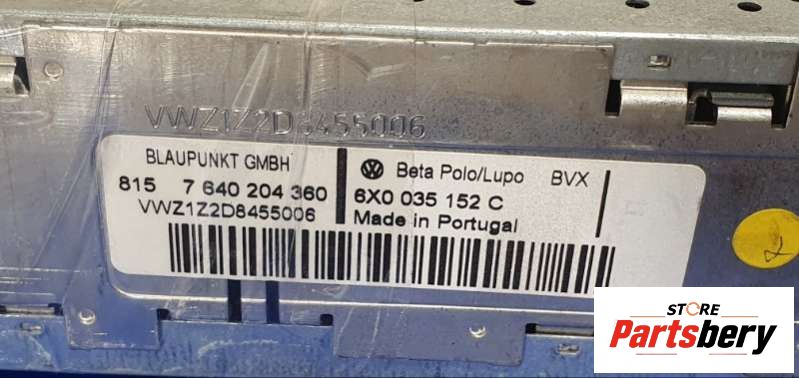 VWZ1Z2D8455006
BLAUPUNKT GMBH
815 7 640 204 360
VWZ1Z2D8455006
Beta Polo/Lupo BVX
6X0 035 152 C
Made in Portugal
STORE
Partsbery